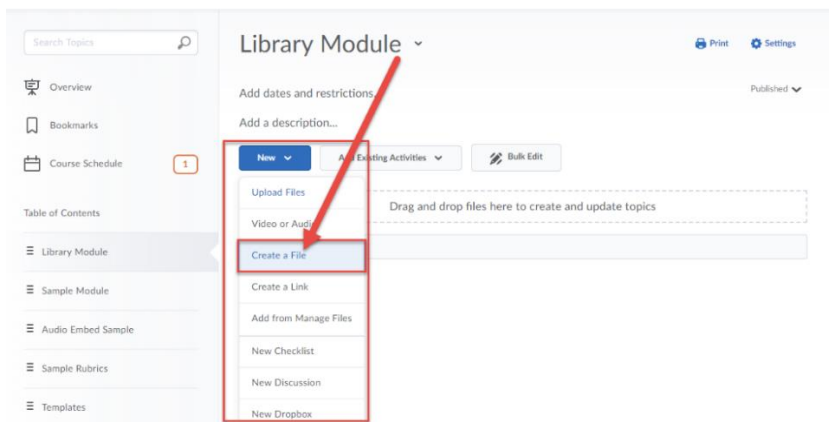 Search Topics
Overview
Bookmarks
Course Schedule
1
Table of Contents
Library Module
Sample Module
Audio Embed Sample
Sample Rubrics
Templates
Library Module
Print
Settings
Add dates and restrictions...
Published
Add a description...
New
Add Existing Activities
Bulk Edit
Drag and drop files here to create and update topics
Upload Files
Video or Audio
Create a File
Create a Link
Add from Manage Files
New Checklist
New Discussion
New Dropbox